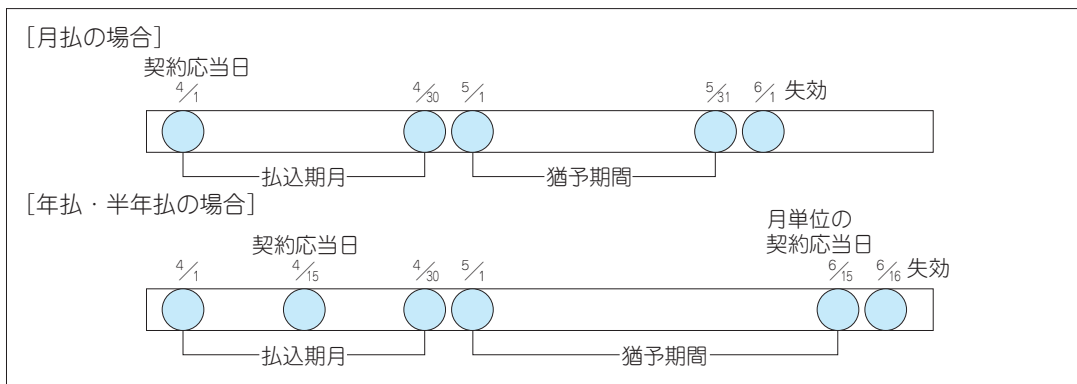 [月払の場合]
契約応当日
4/1 4/30 5/1 5/31 6/1 失効
払込期月 猶予期間
[年払・半年払の場合]
月単位の
契約応当日 契約応当日
4/1 4/15 4/30 5/1 6/15 6/16 失効
払込期月 猶予期間